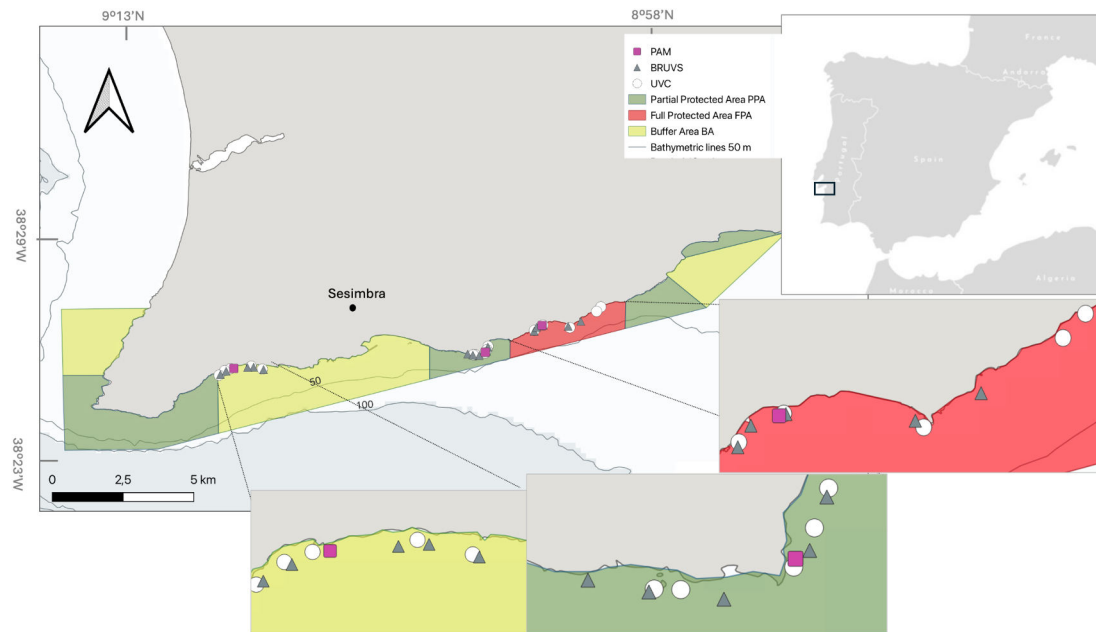 9º13’N
8º58’N
PAM
BRUVS
UVC
Partial Protected Area PPA
Full Protected Area FPA
Buffer Area BA
Bathymetric lines 50 m
France
Andorra
Portugal
Spain
Algeria
Morocco
38º29’W
Sesimbra
50
100
38º23’W
0 2,5 5 km